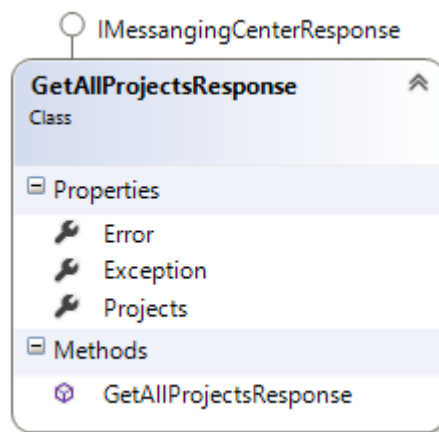 IMessangingCenterResponse
GetAllProjectsResponse
Class
Properties
Error
Exception
Projects
Methods
GetAllProjectsResponse